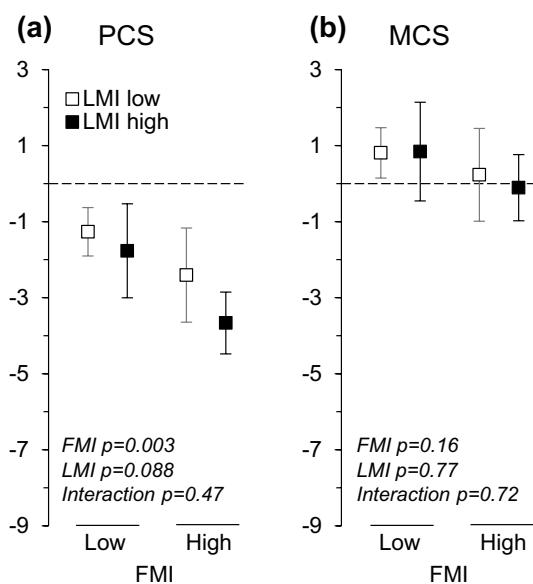 (a) PCS
3
1
-1
-3
-5
-7
-9
LMI low
LMI high
FMI p=0.003
LMI p=0.088
Interaction p=0.47
Low High
FMI
(b) MCS
3
1
-1
-3
-5
-7
-9
FMI p=0.16
LMI p=0.77
Interaction p=0.72
Low High
FMI